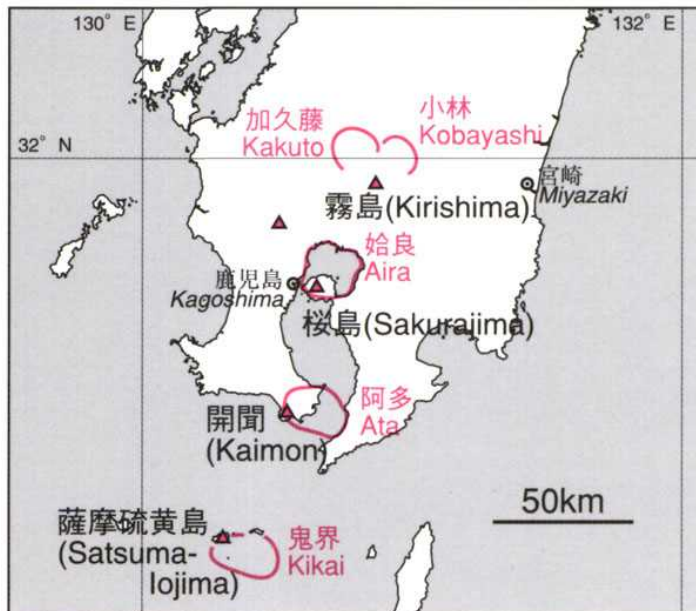 130° E
132° E
32° N
加久藤
Kakuto
小林
Kobayashi
宮崎
Miyazaki
霧島(Kirishima)
姶良
Aira
鹿児島
Kagoshima
桜島(Sakurajima)
阿多
Ata
開聞
(Kaimon)
50km
薩摩硫黄島
(Satsuma-
Iojima)
鬼界
Kikai